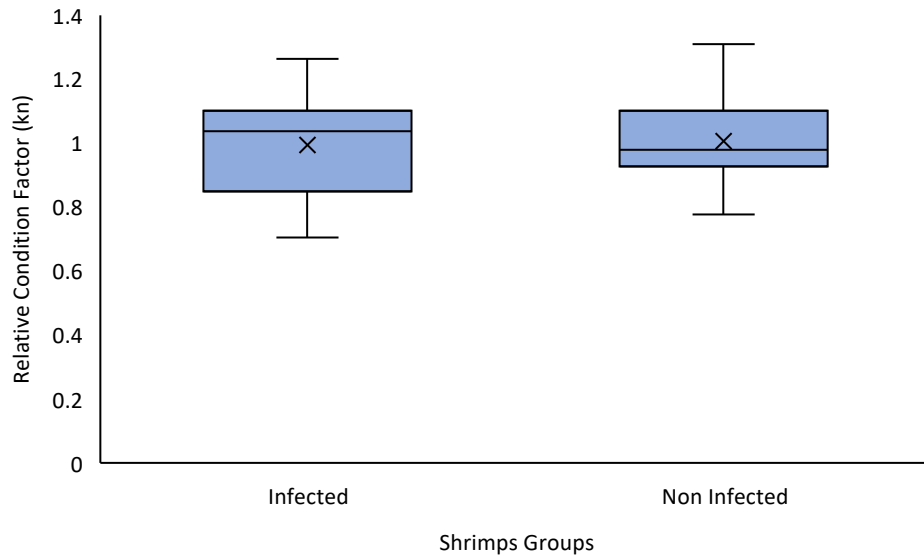 1.4
1.2
1
0.8
0.6
0.4
0.2
0
Relative Condition Factor (kn)
Infected
Non Infected
Shrimps Groups